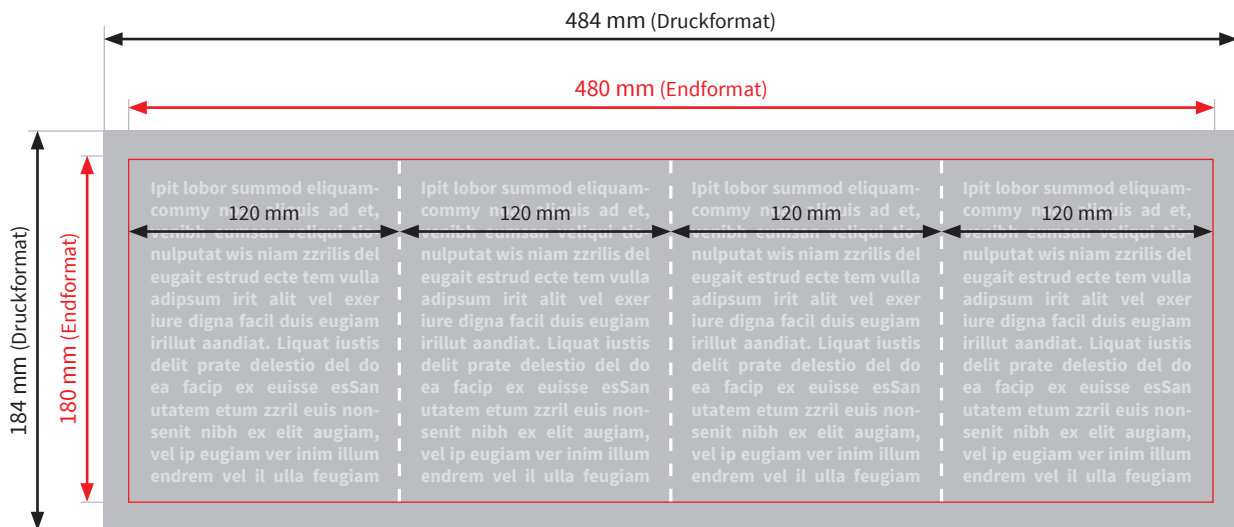 484 mm (Druckformat)
480 mm (Endformat)
184 mm (Druckformat)
180 mm (Endformat)
Ipit lobor summod eliquam-
commy ad et,
120 mm
nulputat wis niam zzrilis del
eugait estrud ecte tem vulla
adipsum irit alit vel exer
iure digna facil duis eugiam
irillut aandiat. Liquat iustis
delit prate delestio del do
ea facip ex euisse esSan
utatem etum zzril euis non-
senit nibh ex elit augiam,
vel ip eugiam ver inim illum
endrem vel il ulla feugiam
Ipit lobor summod eliquam-
commy ad et,
120 mm
nulputat wis niam zzrilis del
eugait estrud ecte tem vulla
adipsum irit alit vel exer
iure digna facil duis eugiam
irillut aandiat. Liquat iustis
delit prate delestio del do
ea facip ex euisse esSan
utatem etum zzril euis non-
senit nibh ex elit augiam,
vel ip eugiam ver inim illum
endrem vel il ulla feugiam
Ipit lobor summod eliquam-
commy ad et,
120 mm
nulputat wis niam zzrilis del
eugait estrud ecte tem vulla
adipsum irit alit vel exer
iure digna facil duis eugiam
irillut aandiat. Liquat iustis
delit prate delestio del do
ea facip ex euisse esSan
utatem etum zzril euis non-
senit nibh ex elit augiam,
vel ip eugiam ver inim illum
endrem vel il ulla feugiam
Ipit lobor summod eliquam-
commy ad et,
120 mm
nulputat wis niam zzrilis del
eugait estrud ecte tem vulla
adipsum irit alit vel exer
iure digna facil duis eugiam
irillut aandiat. Liquat iustis
delit prate delestio del do
ea facip ex euisse esSan
utatem etum zzril euis non-
senit nibh ex elit augiam,
vel ip eugiam ver inim illum
endrem vel il ulla feugiam